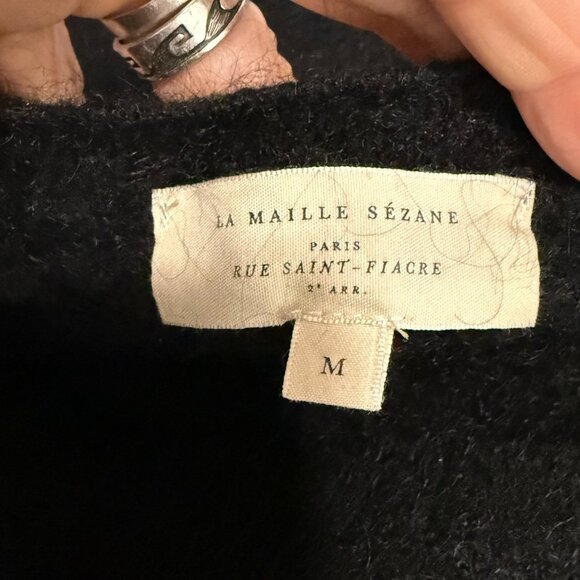 LA MAILLE SÉZANE
PARIS
RUE SAINT-FIACRE
2e ARR.
M